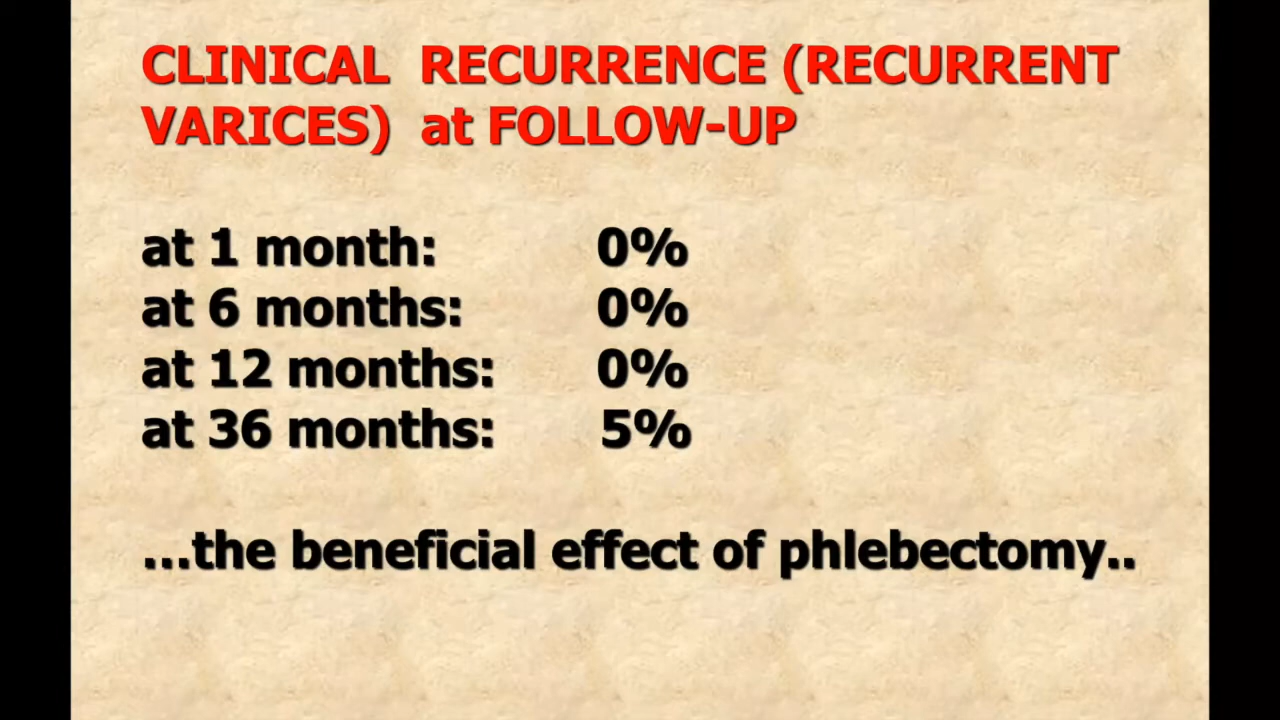 CLINICAL RECURRENCE (RECURRENT
VARICES) at FOLLOW-UP
at 1 month: 0%
at 6 months: 0%
at 12 months: 0%
at 36 months: 5%
...the beneficial effect of phlebectomy..